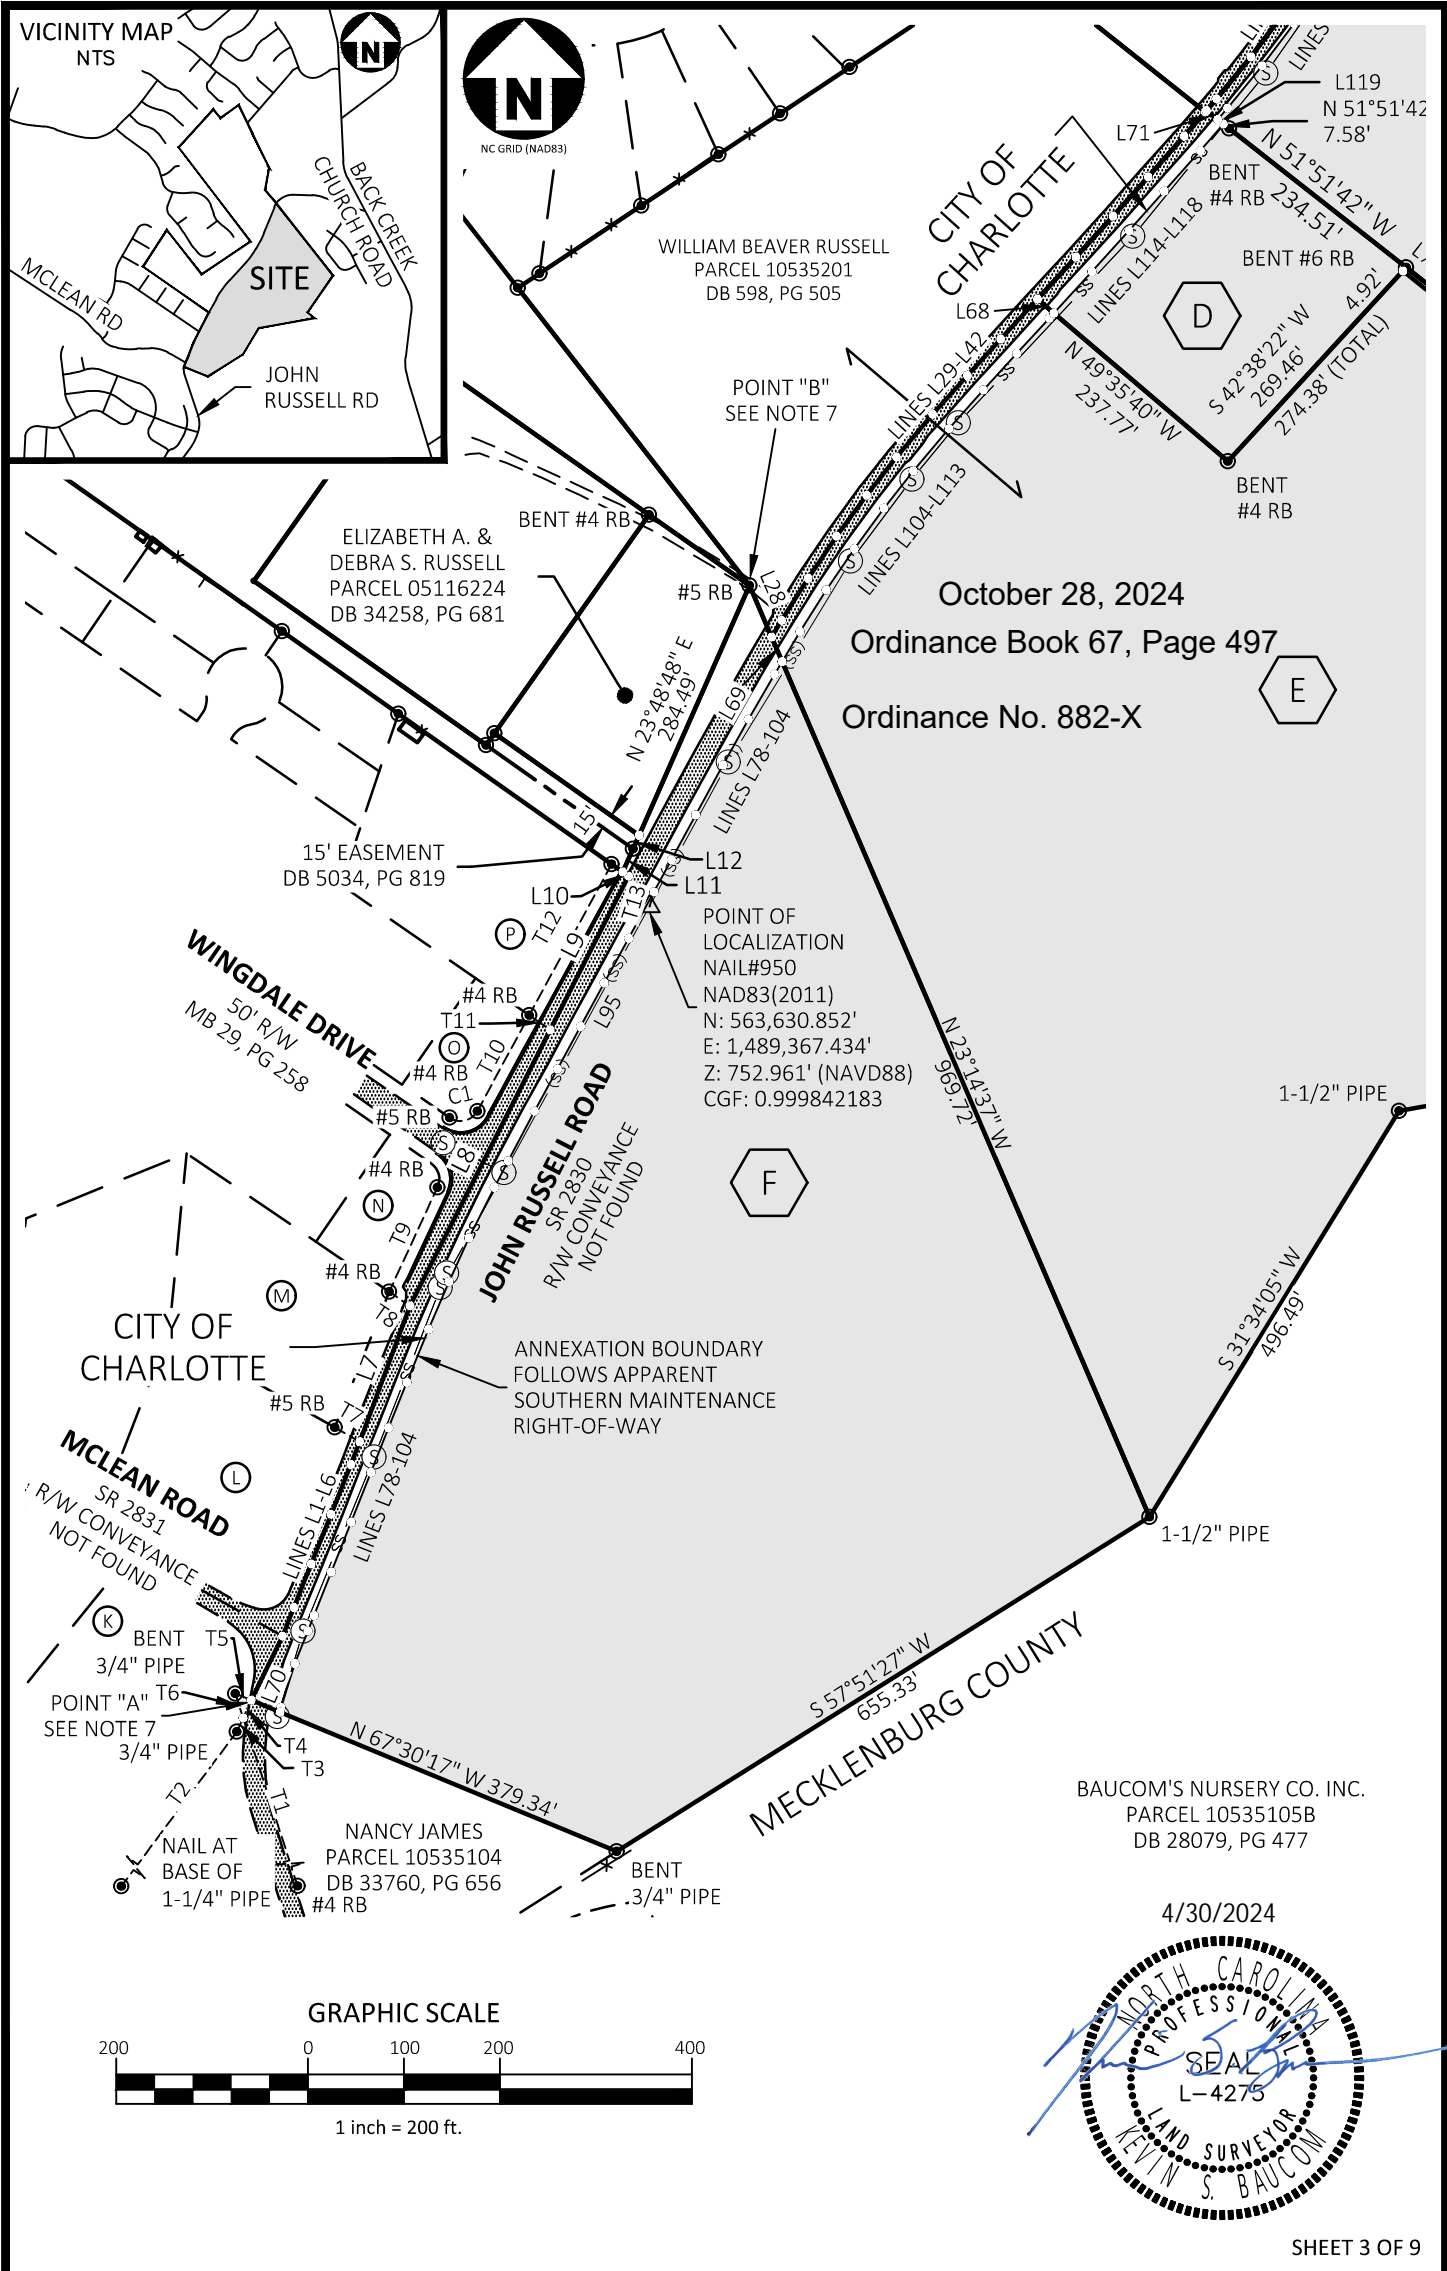 VICINITY MAP
NTS
N
SITE
BACK CREEK
CHURCH ROAD
MCLEAN RD
JOHN
RUSSELL RD
N
NC GRID (NAD83)
WILLIAM BEAVER RUSSELL
PARCEL 10535201
DB 598, PG 505
CITY OF
CHARLOTTE
LINES
L119
N 51°51'42
7.58'
L71
BENT
#4 RB
N 51°51'42" W
234.51'
BENT #6 RB
4.92'
D
LINES L114-L118
SS
S
L68
LINES L29-L42
N 49°35'40" W
237.77'
S 42°38'22" W
269.46'
274.38' (TOTAL)
BENT
#4 RB
POINT "B"
SEE NOTE 7
LINES L104-L113
BENT #4 RB
ELIZABETH A. &
DEBRA S. RUSSELL
PARCEL 05116224
DB 34258, PG 681
#5 RB
L28
October 28, 2024
Ordinance Book 67, Page 497
Ordinance No. 882-X
E
N 23°48'48" E
284.49'
L69
(SS)
LINES L78-104
15'
15' EASEMENT
DB 5034, PG 819
L12
L11
L10
T13
T12
L9
P
POINT OF
LOCALIZATION
NAIL#950
NAD83(2011)
N: 563,630.852'
E: 1,489,367.434'
Z: 752.961' (NAVD88)
CGF: 0.999842183
WINGDALE DRIVE
50' R/W
MB 29, PG 258
#4 RB
T11
O
T10
L95
(SS)
#4 RB
C1
#5 RB
S
L8
#4 RB
N
T9
JOHN RUSSELL ROAD
SR 2830
R/W CONVEYANCE
NOT FOUND
F
N 23°14'37" W
969.72'
1-1/2" PIPE
#4 RB
M
T8
CITY OF
CHARLOTTE
L7
ANNEXATION BOUNDARY
FOLLOWS APPARENT
SOUTHERN MAINTENANCE
RIGHT-OF-WAY
S 31°34'05" W
496.49'
#5 RB
T7
L
MCLEAN ROAD
SR 2831
R/W CONVEYANCE
NOT FOUND
LINES L1-L6
LINES L78-104
1-1/2" PIPE
K
BENT
3/4" PIPE
T5
T6
POINT "A"
SEE NOTE 7
L70
3/4" PIPE
T4
T3
T2
T1
N 67°30'17" W 379.34'
S 57°51'27" W
655.33'
MECKLENBURG COUNTY
NAIL AT
BASE OF
1-1/4" PIPE
NANCY JAMES
PARCEL 10535104
DB 33760, PG 656
#4 RB
BENT
3/4" PIPE
BAUCOM'S NURSERY CO. INC.
PARCEL 10535105B
DB 28079, PG 477
4/30/2024
NORTH CAROLINA
PROFESSIONAL
SEAL
L-4275
LAND SURVEYOR
KEVIN S. BAUCOM
GRAPHIC SCALE
200 0 100 200 400
1 inch = 200 ft.
SHEET 3 OF 9